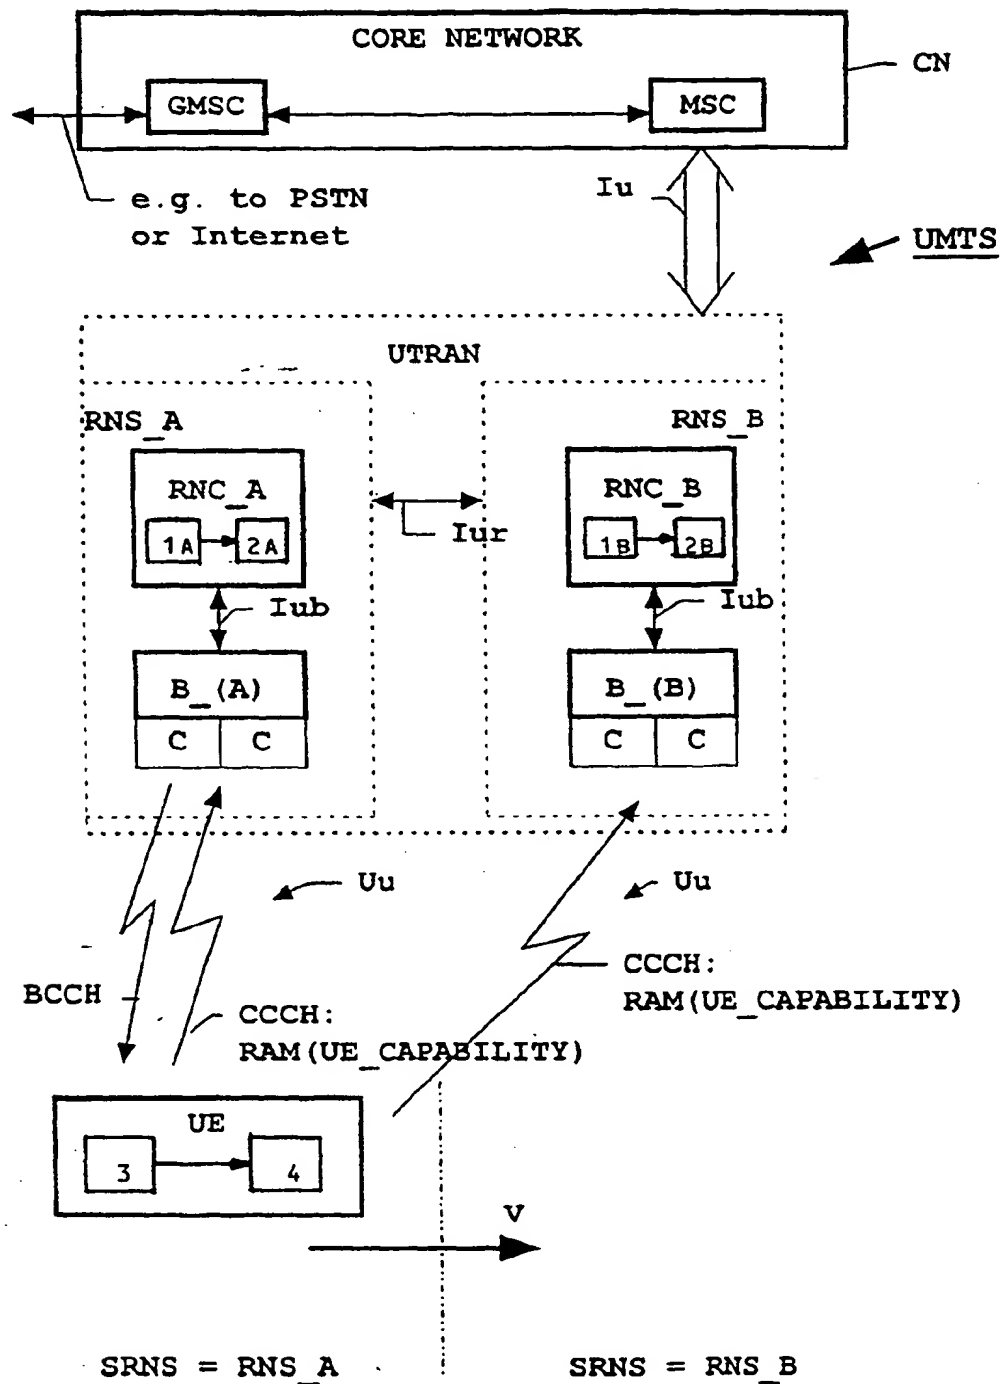 CORE NETWORK
CN
GMSC
MSC
e.g. to PSTN
or Internet
Iu
UMTS
UTRAN
RNS_A
RNS_B
RNC_A
RNC_B
1A
2A
Iur
1B
2B
Iub
Iub
B_(A)
B_(B)
C
C
C
C
Uu
Uu
BCCH
CCCH:
RAM(UE_CAPABILITY)
CCCH:
RAM(UE_CAPABILITY)
UE
3
4
V
SRNS = RNS_A
SRNS = RNS_B